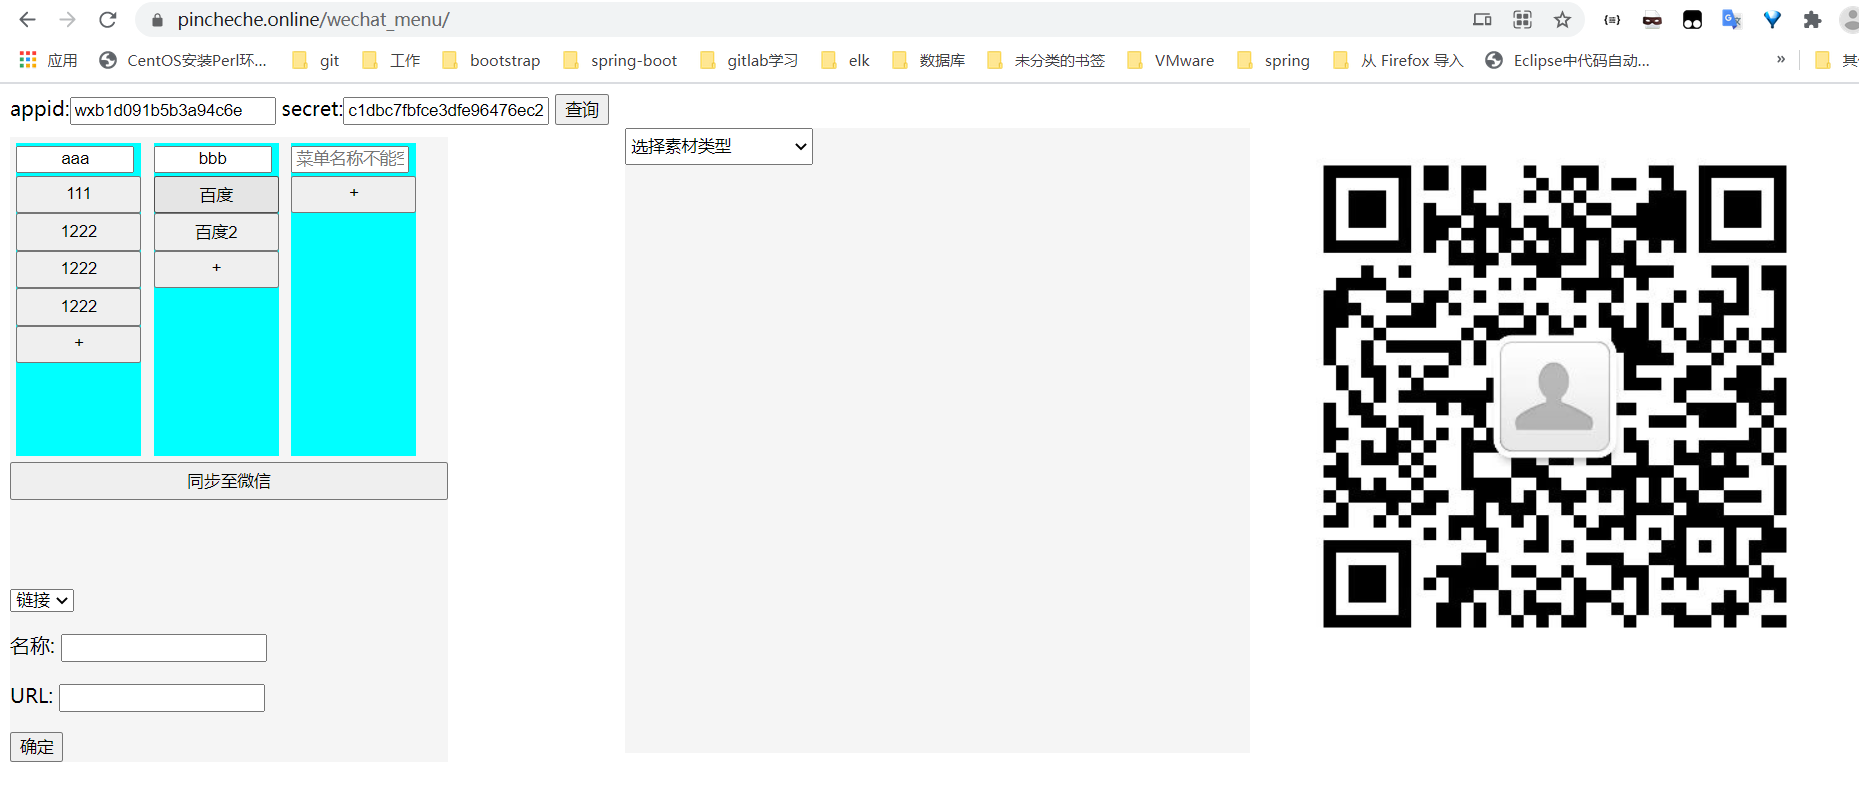 pincheche.online/wechat_menu/
应用 CentOS安装Perl环... git 工作 bootstrap spring-boot gitlab学习 elk 数据库 未分类的书签 VMware spring 从 Firefox 导入 Eclipse中代码自动... » 其
appid: wxb1d091b5b3a94c6e secret: c1dbc7fbfce3dfe96476ec2 查询
aaa bbb 菜单名称不能空
111 百度 +
1222 百度2
1222 +
1222
+
同步至微信
链接
名称:
URL:
确定
选择素材类型